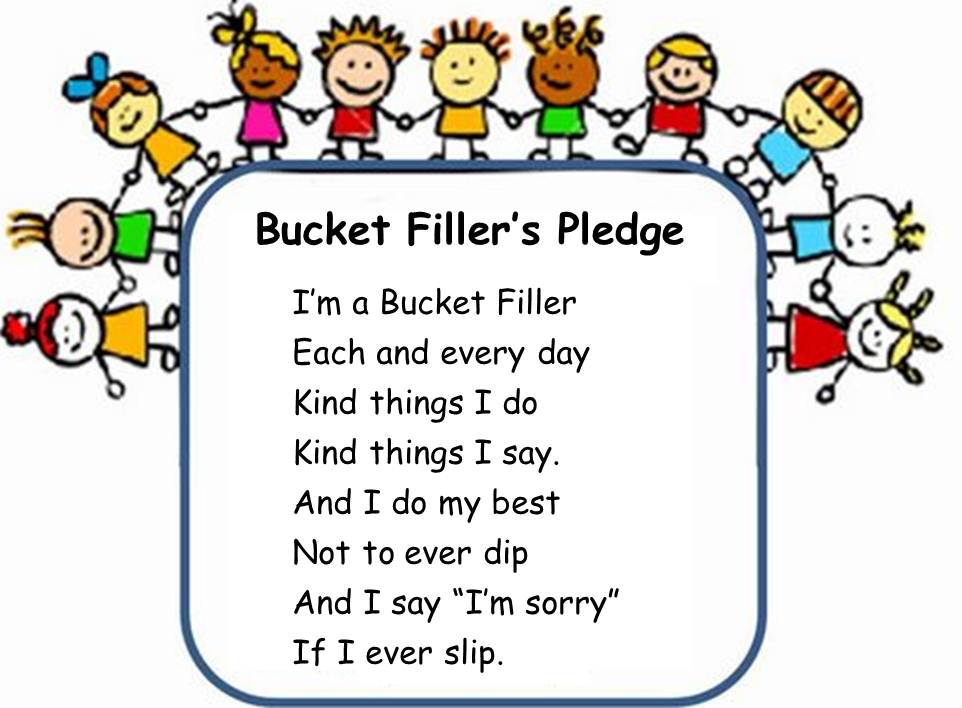 Bucket Filler’s Pledge
I’m a Bucket Filler
Each and every day
Kind things I do
Kind things I say.
And I do my best
Not to ever dip
And I say “I’m sorry”
If I ever slip.